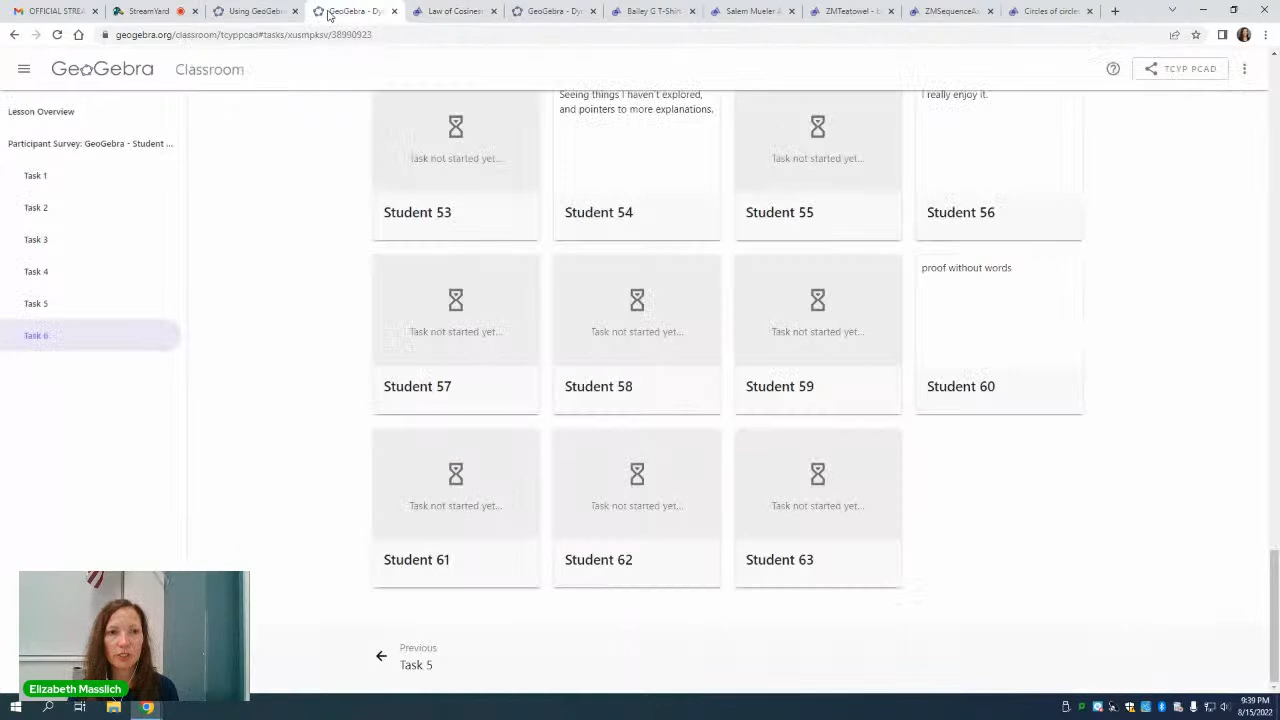 OFFICIAL STRE
StreamYard
Using GeoGebra
GeoGebra - Dy
Law of Cosines
GeoGebra - Dy
Bailey G T-Shirt
Salem Mueler A
ZMTeatowel -
ZMSequenceA
Circles of circles
geogebra.org/classroom/tcyppcad#tasks/xusmpksv/38990923
GeoGebra Classroom
TCYP PCAD
Lesson Overview
Participant Survey: GeoGebra - Student ...
Task 1
Task 2
Task 3
Task 4
Task 5
Task 6
Seeing things I haven't explored,
and pointers to more explanations.
I really enjoy it.
Task not started yet...
Task not started yet...
Student 53
Student 54
Student 55
Student 56
proof without words
Task not started yet...
Task not started yet...
Task not started yet...
Student 57
Student 58
Student 59
Student 60
Task not started yet...
Task not started yet...
Task not started yet...
Student 61
Student 62
Student 63
Previous
Task 5
Elizabeth Masslich
9:39 PM
8/15/2022